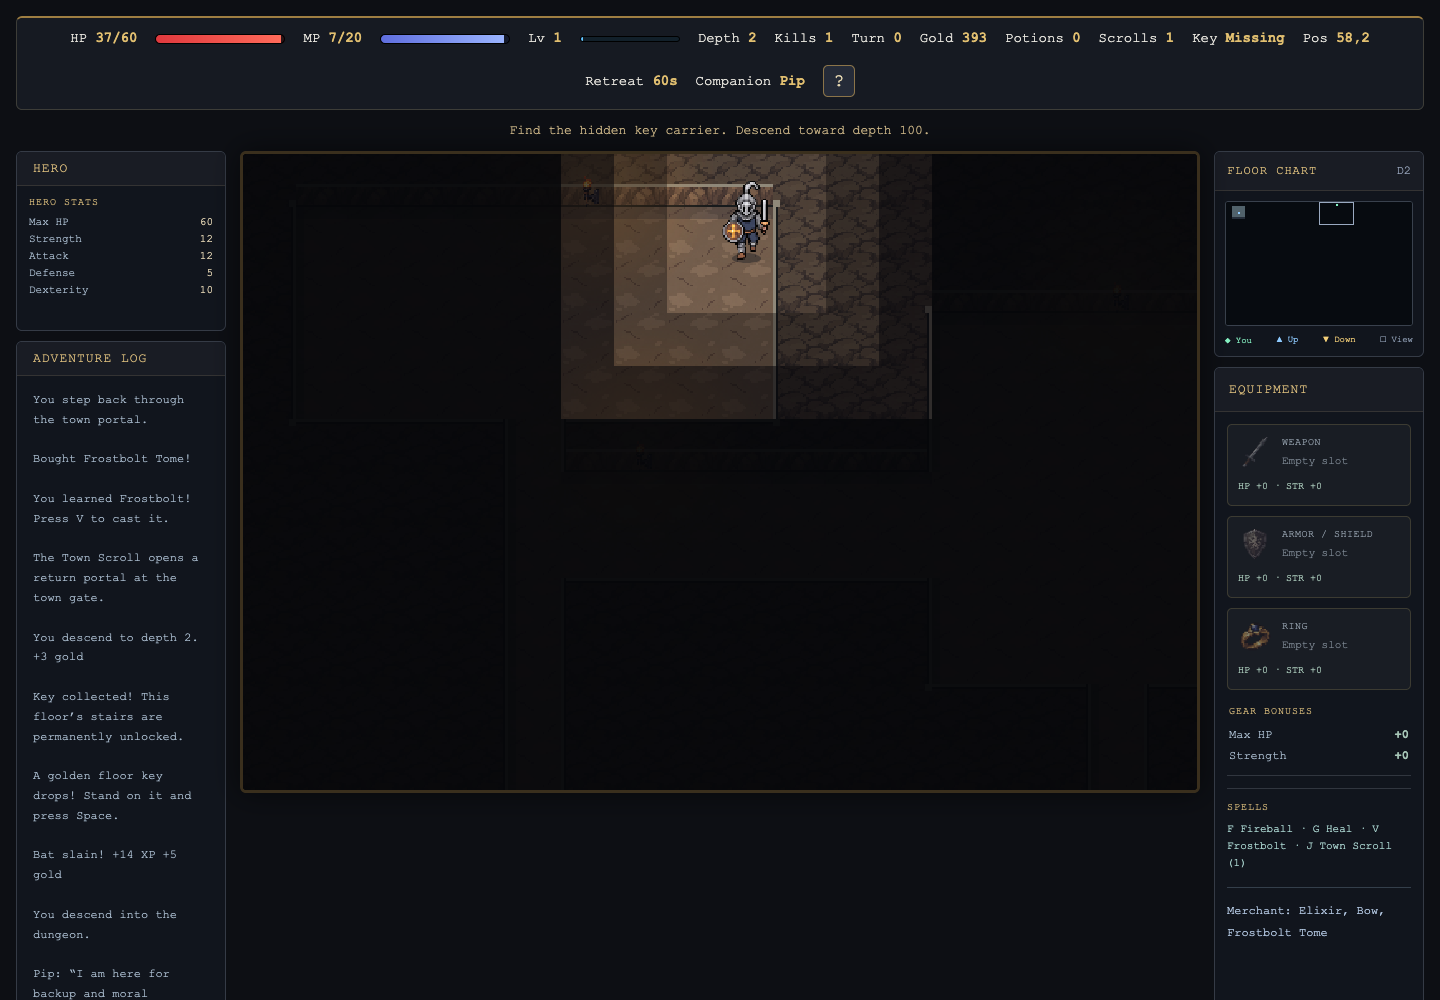 HP 37/60 MP 7/20 Lv 1 Depth 2 Kills 1 Turn 0 Gold 393 Potions 0 Scrolls 1 Key Missing Pos 58,2
Retreat 60s Companion Pip ?
Find the hidden key carrier. Descend toward depth 100.
HERO
HERO STATS
Max HP 60
Strength 12
Attack 12
Defense 5
Dexterity 10
ADVENTURE LOG
You step back through
the town portal.
Bought Frostbolt Tome!
You learned Frostbolt!
Press V to cast it.
The Town Scroll opens a
return portal at the
town gate.
You descend to depth 2.
+3 gold
Key collected! This
floor's stairs are
permanently unlocked.
A golden floor key
drops! Stand on it and
press Space.
Bat slain! +14 XP +5
gold
You descend into the
dungeon.
Pip: "I am here for
backup and moral
FLOOR CHART D2
◆ You ▲ Up ▼ Down □ View
EQUIPMENT
WEAPON
Empty slot
HP +0 · STR +0
ARMOR / SHIELD
Empty slot
HP +0 · STR +0
RING
Empty slot
HP +0 · STR +0
GEAR BONUSES
Max HP +0
Strength +0
SPELLS
F Fireball · G Heal · V
Frostbolt · J Town Scroll
(1)
Merchant: Elixir, Bow,
Frostbolt Tome